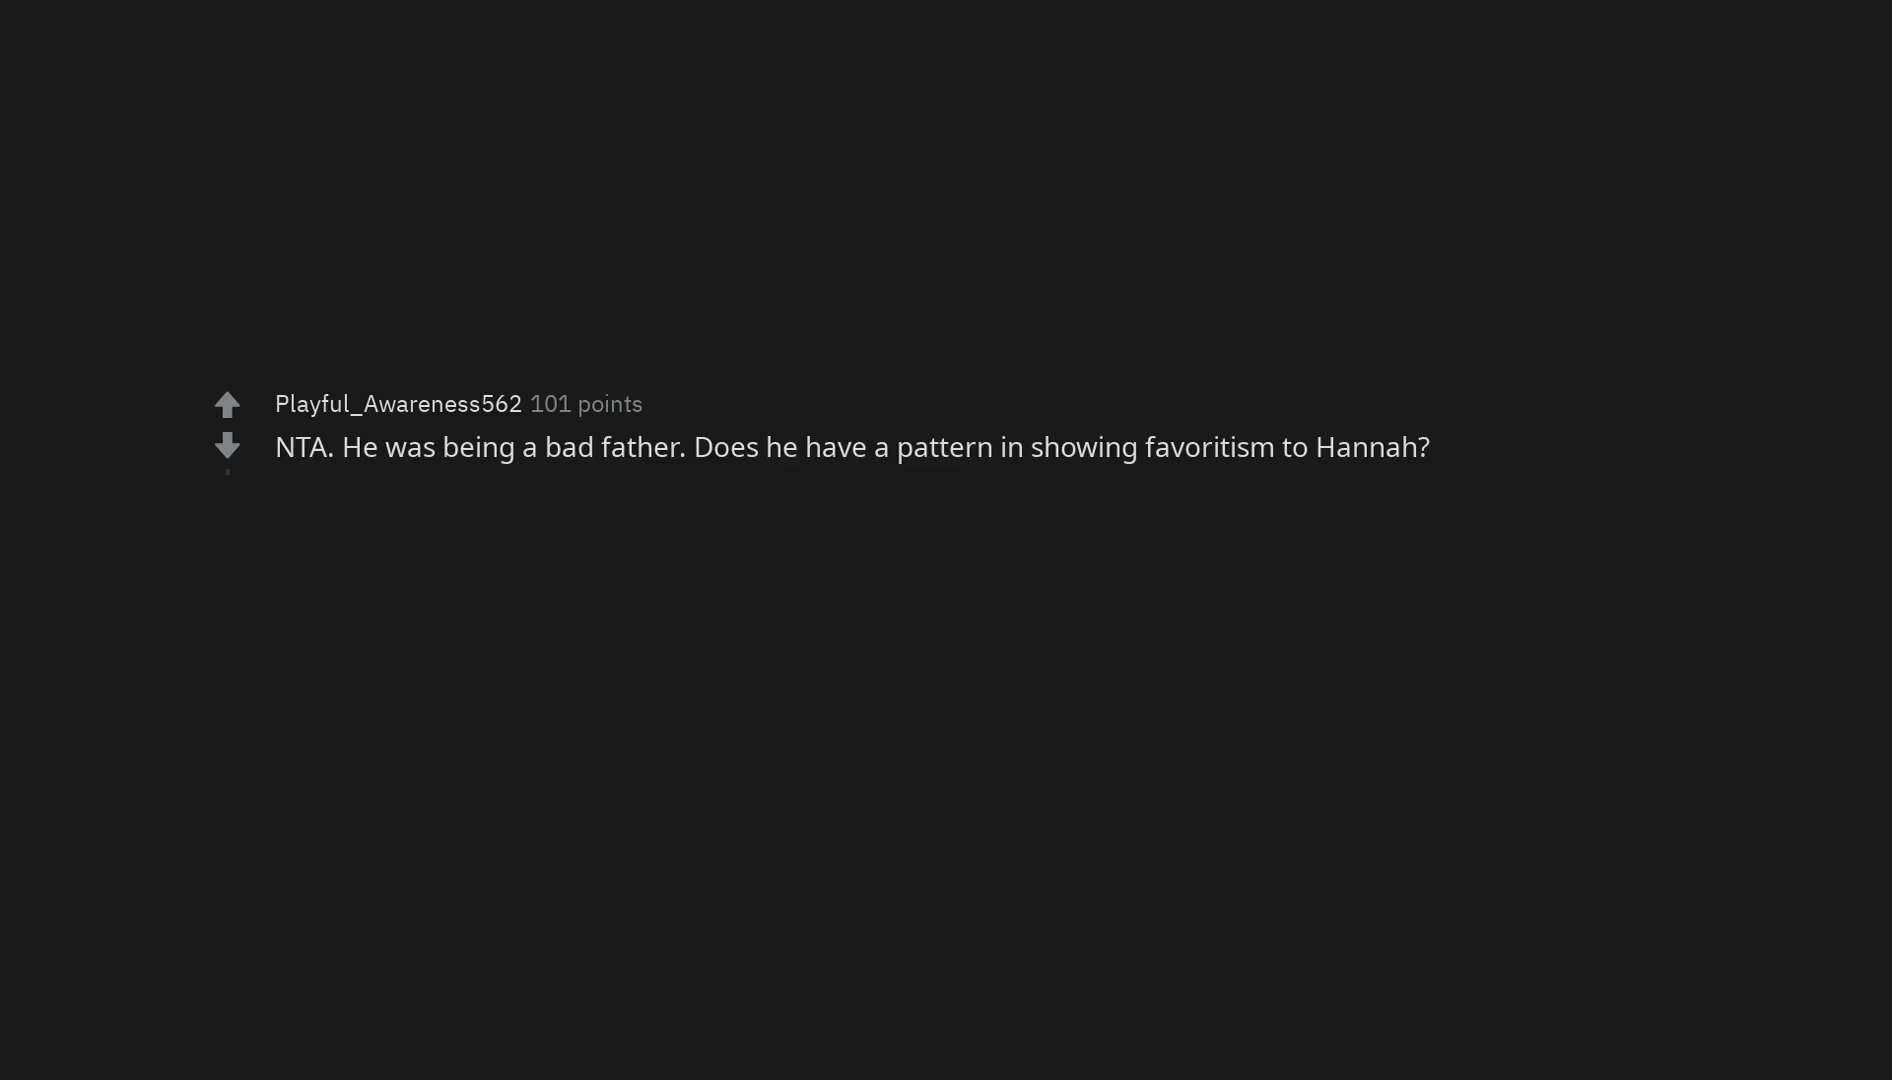 Playful_Awareness562 101 points
NTA. He was being a bad father. Does he have a pattern in showing favoritism to Hannah?